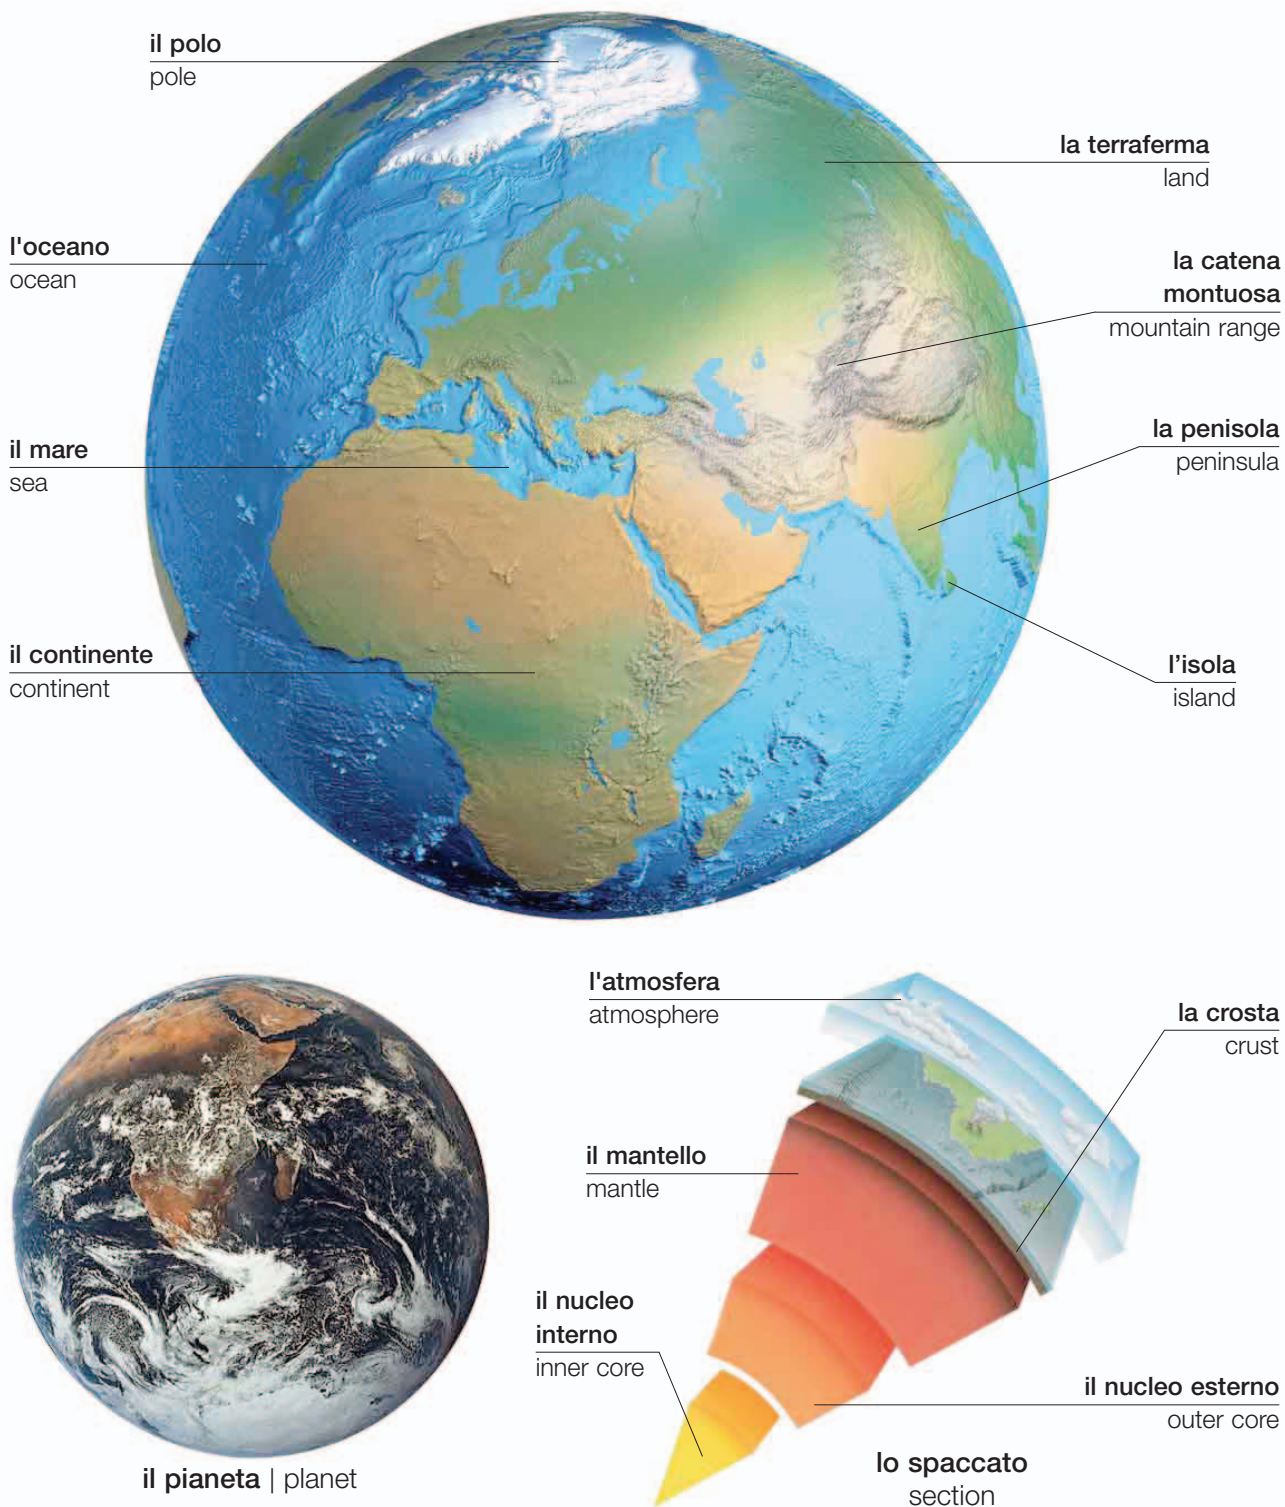 il polo
pole
la terraferma
land
l'oceano
ocean
la catena
montuosa
mountain range
la penisola
peninsula
il mare
sea
il continente
continent
l’isola
island
l'atmosfera
atmosphere
la crosta
crust
il mantello
mantle
il nucleo
interno
inner core
il nucleo esterno
outer core
il pianeta | planet
lo spaccato
section